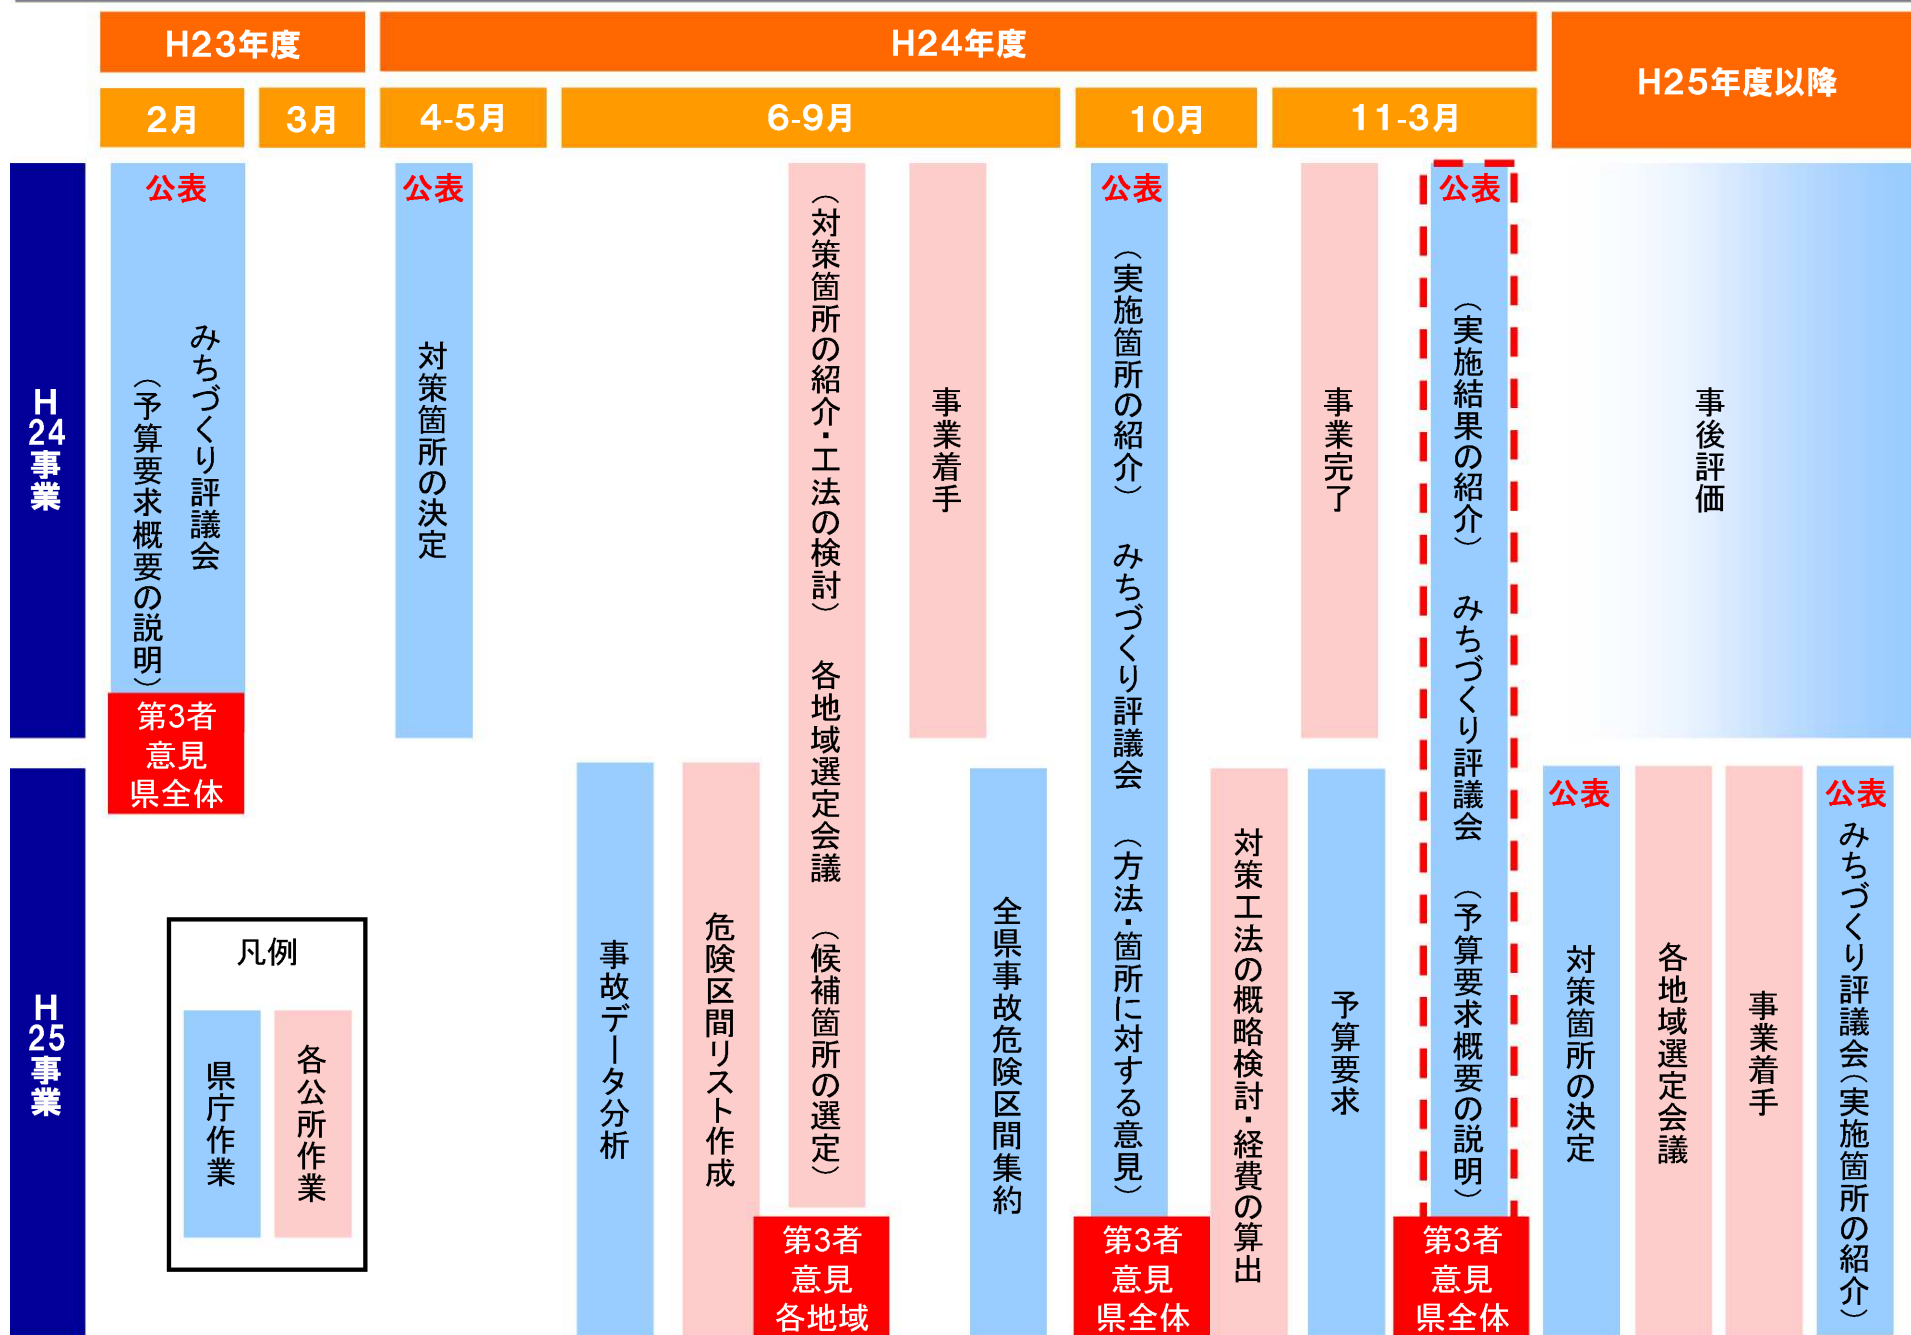 H23年度
H24年度
H25年度以降
2月
3月
4-5月
6-9月
10月
11-3月
H24事業
公表
みちづくり評議会
（予算要求概要の説明）
第3者
意見
県全体
公表
対策箇所の決定
（対策箇所の紹介・工法の検討）　各地域選定会議　（候補箇所の選定）
第3者
意見
各地域
事業着手
公表
（実施箇所の紹介）　みちづくり評議会　（方法・箇所に対する意見）
第3者
意見
県全体
事業完了
公表
（実施結果の紹介）　みちづくり評議会　（予算要求概要の説明）
第3者
意見
県全体
事後評価
H25事業
事故データ分析
危険区間リスト作成
全県事故危険区間集約
対策工法の概略検討・経費の算出
予算要求
公表
対策箇所の決定
各地域選定会議
事業着手
公表
みちづくり評議会（実施箇所の紹介）
凡例
県庁作業
各公所作業